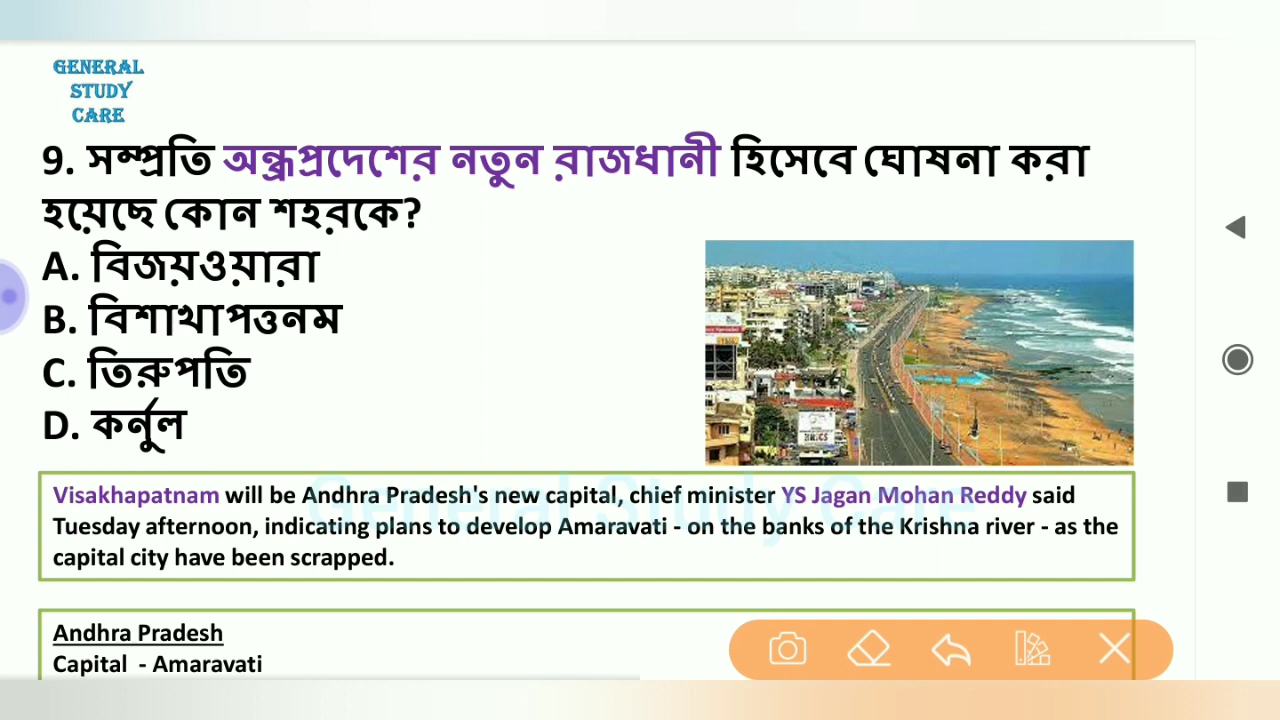 GENERAL
STUDY
CARE
9. সম্প্রতি অন্ধ্রপ্রদেশের নতুন রাজধানী হিসেবে ঘোষনা করা
হয়েছে কোন শহরকে?
A. বিজয়ওয়ারা
B. বিশাখাপত্তনম
C. তিরুপতি
D. কর্নুল
Visakhapatnam will be Andhra Pradesh's new capital, chief minister YS Jagan Mohan Reddy said
Tuesday afternoon, indicating plans to develop Amaravati - on the banks of the Krishna river - as the
capital city have been scrapped.
General Study Care
Andhra Pradesh
Capital - Amaravati